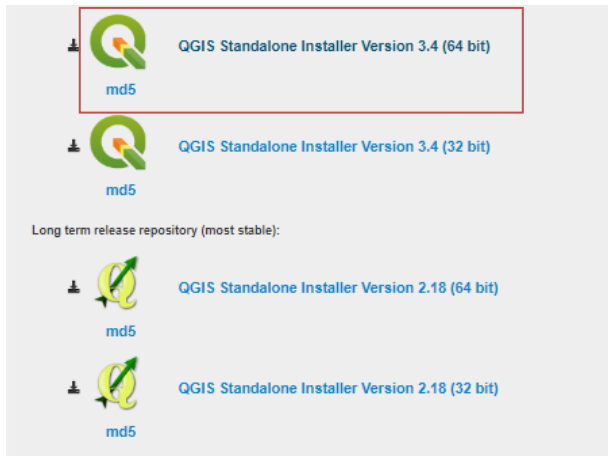 QGIS Standalone Installer Version 3.4 (64 bit)
md5
QGIS Standalone Installer Version 3.4 (32 bit)
md5
Long term release repository (most stable):
QGIS Standalone Installer Version 2.18 (64 bit)
md5
QGIS Standalone Installer Version 2.18 (32 bit)
md5